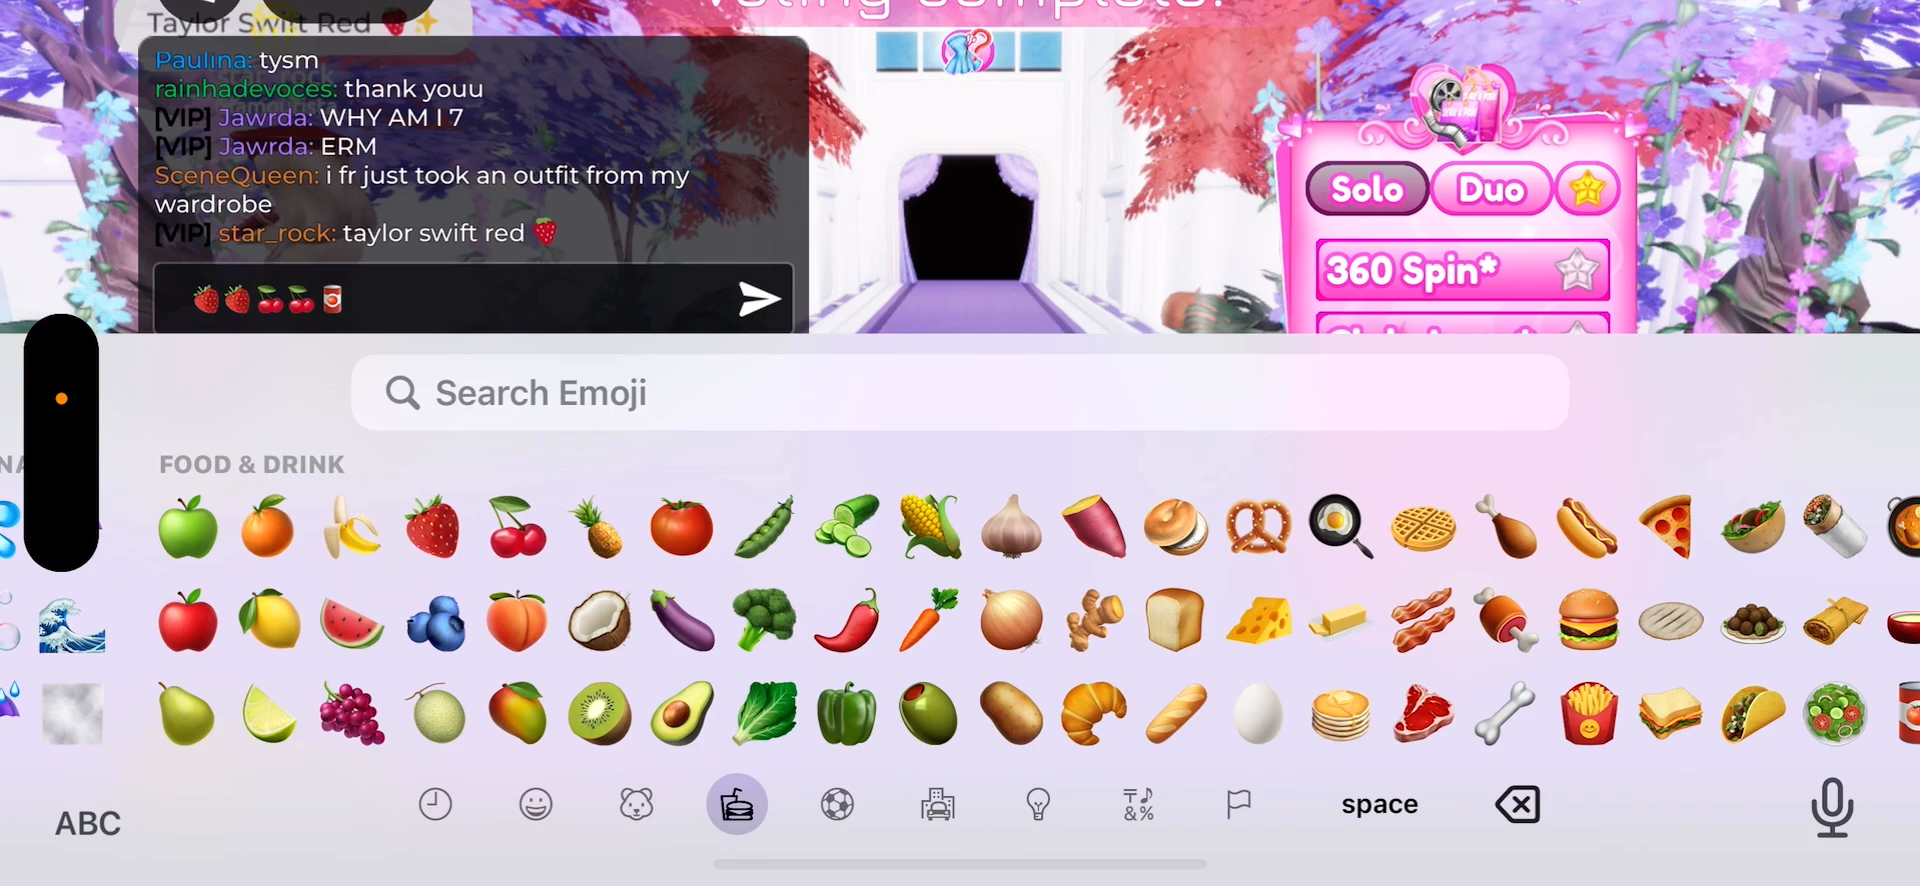 Voting complete!
Taylor Swift Red 🍓✨
Paulina: tysm
rainhadevoces: thank youu
[VIP] Jawrda: WHY AM I 7
[VIP] Jawrda: ERM
SceneQueen: i fr just took an outfit from my
wardrobe
[VIP] star_rock: taylor swift red 🍓
🍓🍓🍒🍒🥫
Solo
Duo
360 Spin*
Search Emoji
FOOD & DRINK
ABC
space